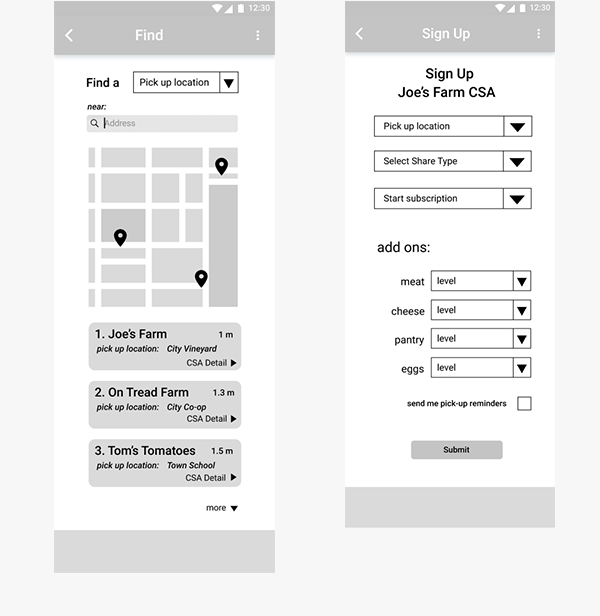 12:30
Find
Find a Pick up location
near:
Address
1. Joe's Farm 1 m
pick up location: City Vineyard
CSA Detail
2. On Tread Farm 1.3 m
pick up location: City Co-op
CSA Detail
3. Tom's Tomatoes 1.5 m
pick up location: Town School
CSA Detail
more
12:30
Sign Up
Sign Up
Joe's Farm CSA
Pick up location
Select Share Type
Start subscription
add ons:
meat level
cheese level
pantry level
eggs level
send me pick-up reminders
Submit